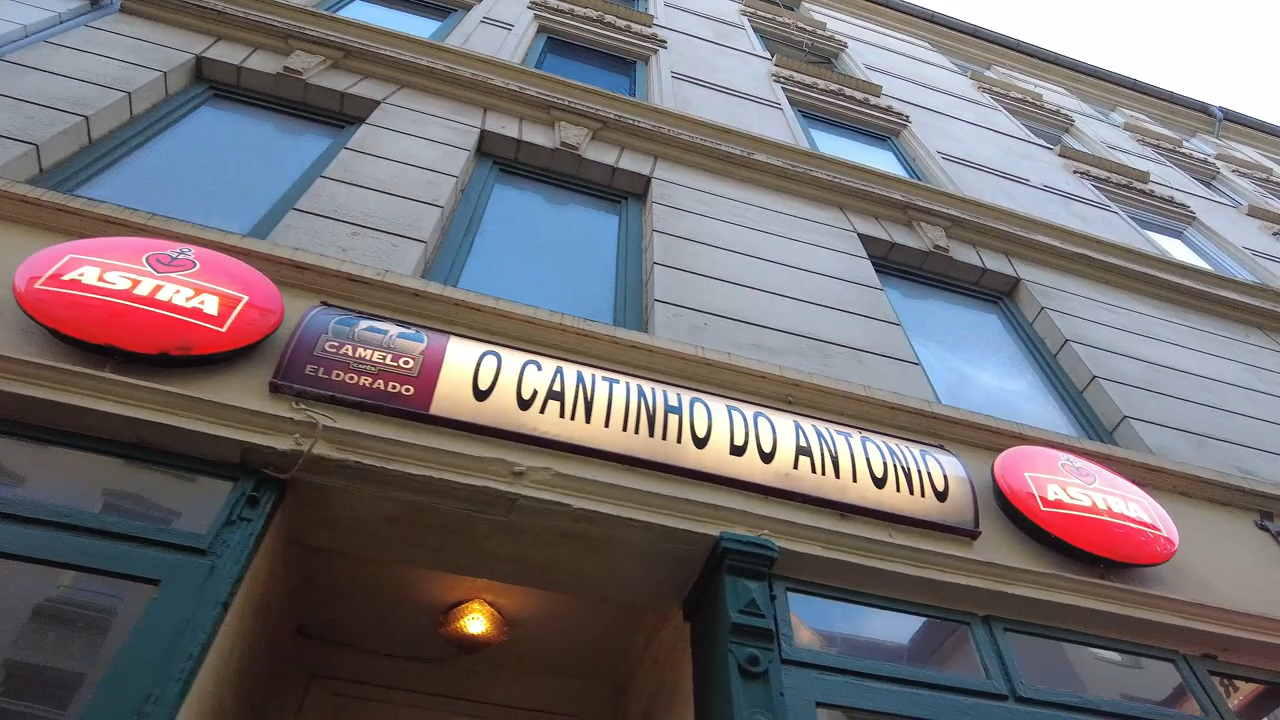 ASTRA
CAMELO
CAFÉS
ELDORADO
O CANTINHO DO ANTÓNIO
ASTRA